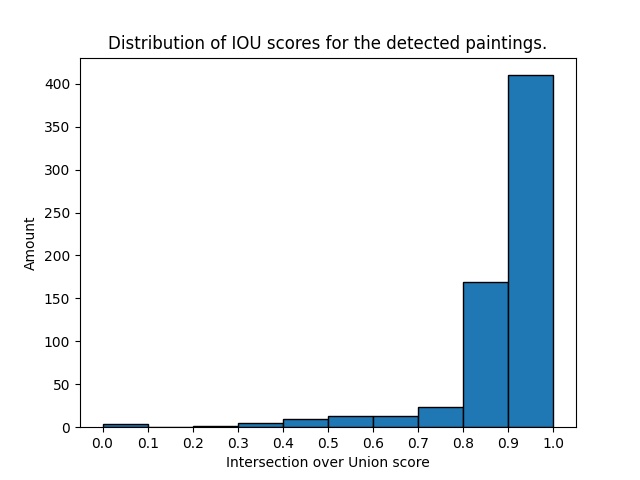 Distribution of IOU scores for the detected paintings.
400
350
300
250
200
150
100
50
0
Amount
0.0 0.1 0.2 0.3 0.4 0.5 0.6 0.7 0.8 0.9 1.0
Intersection over Union score